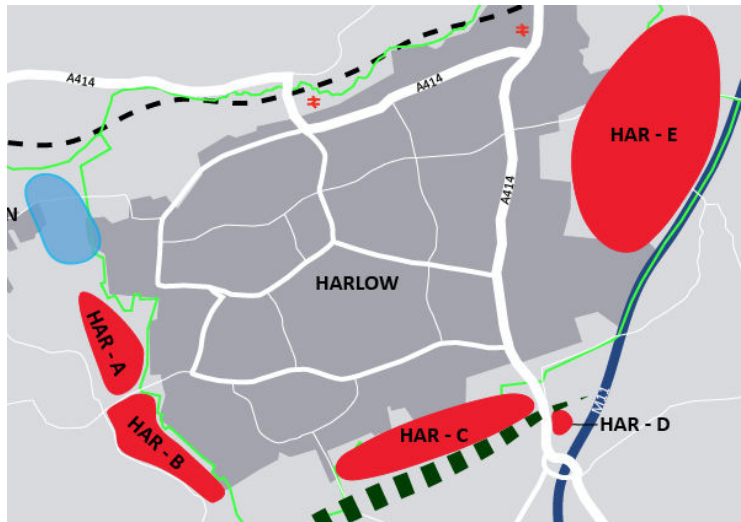 A414
A414
HAR - E
N
A414
HARLOW
HAR - A
M11
HAR - D
HAR - C
HAR - B